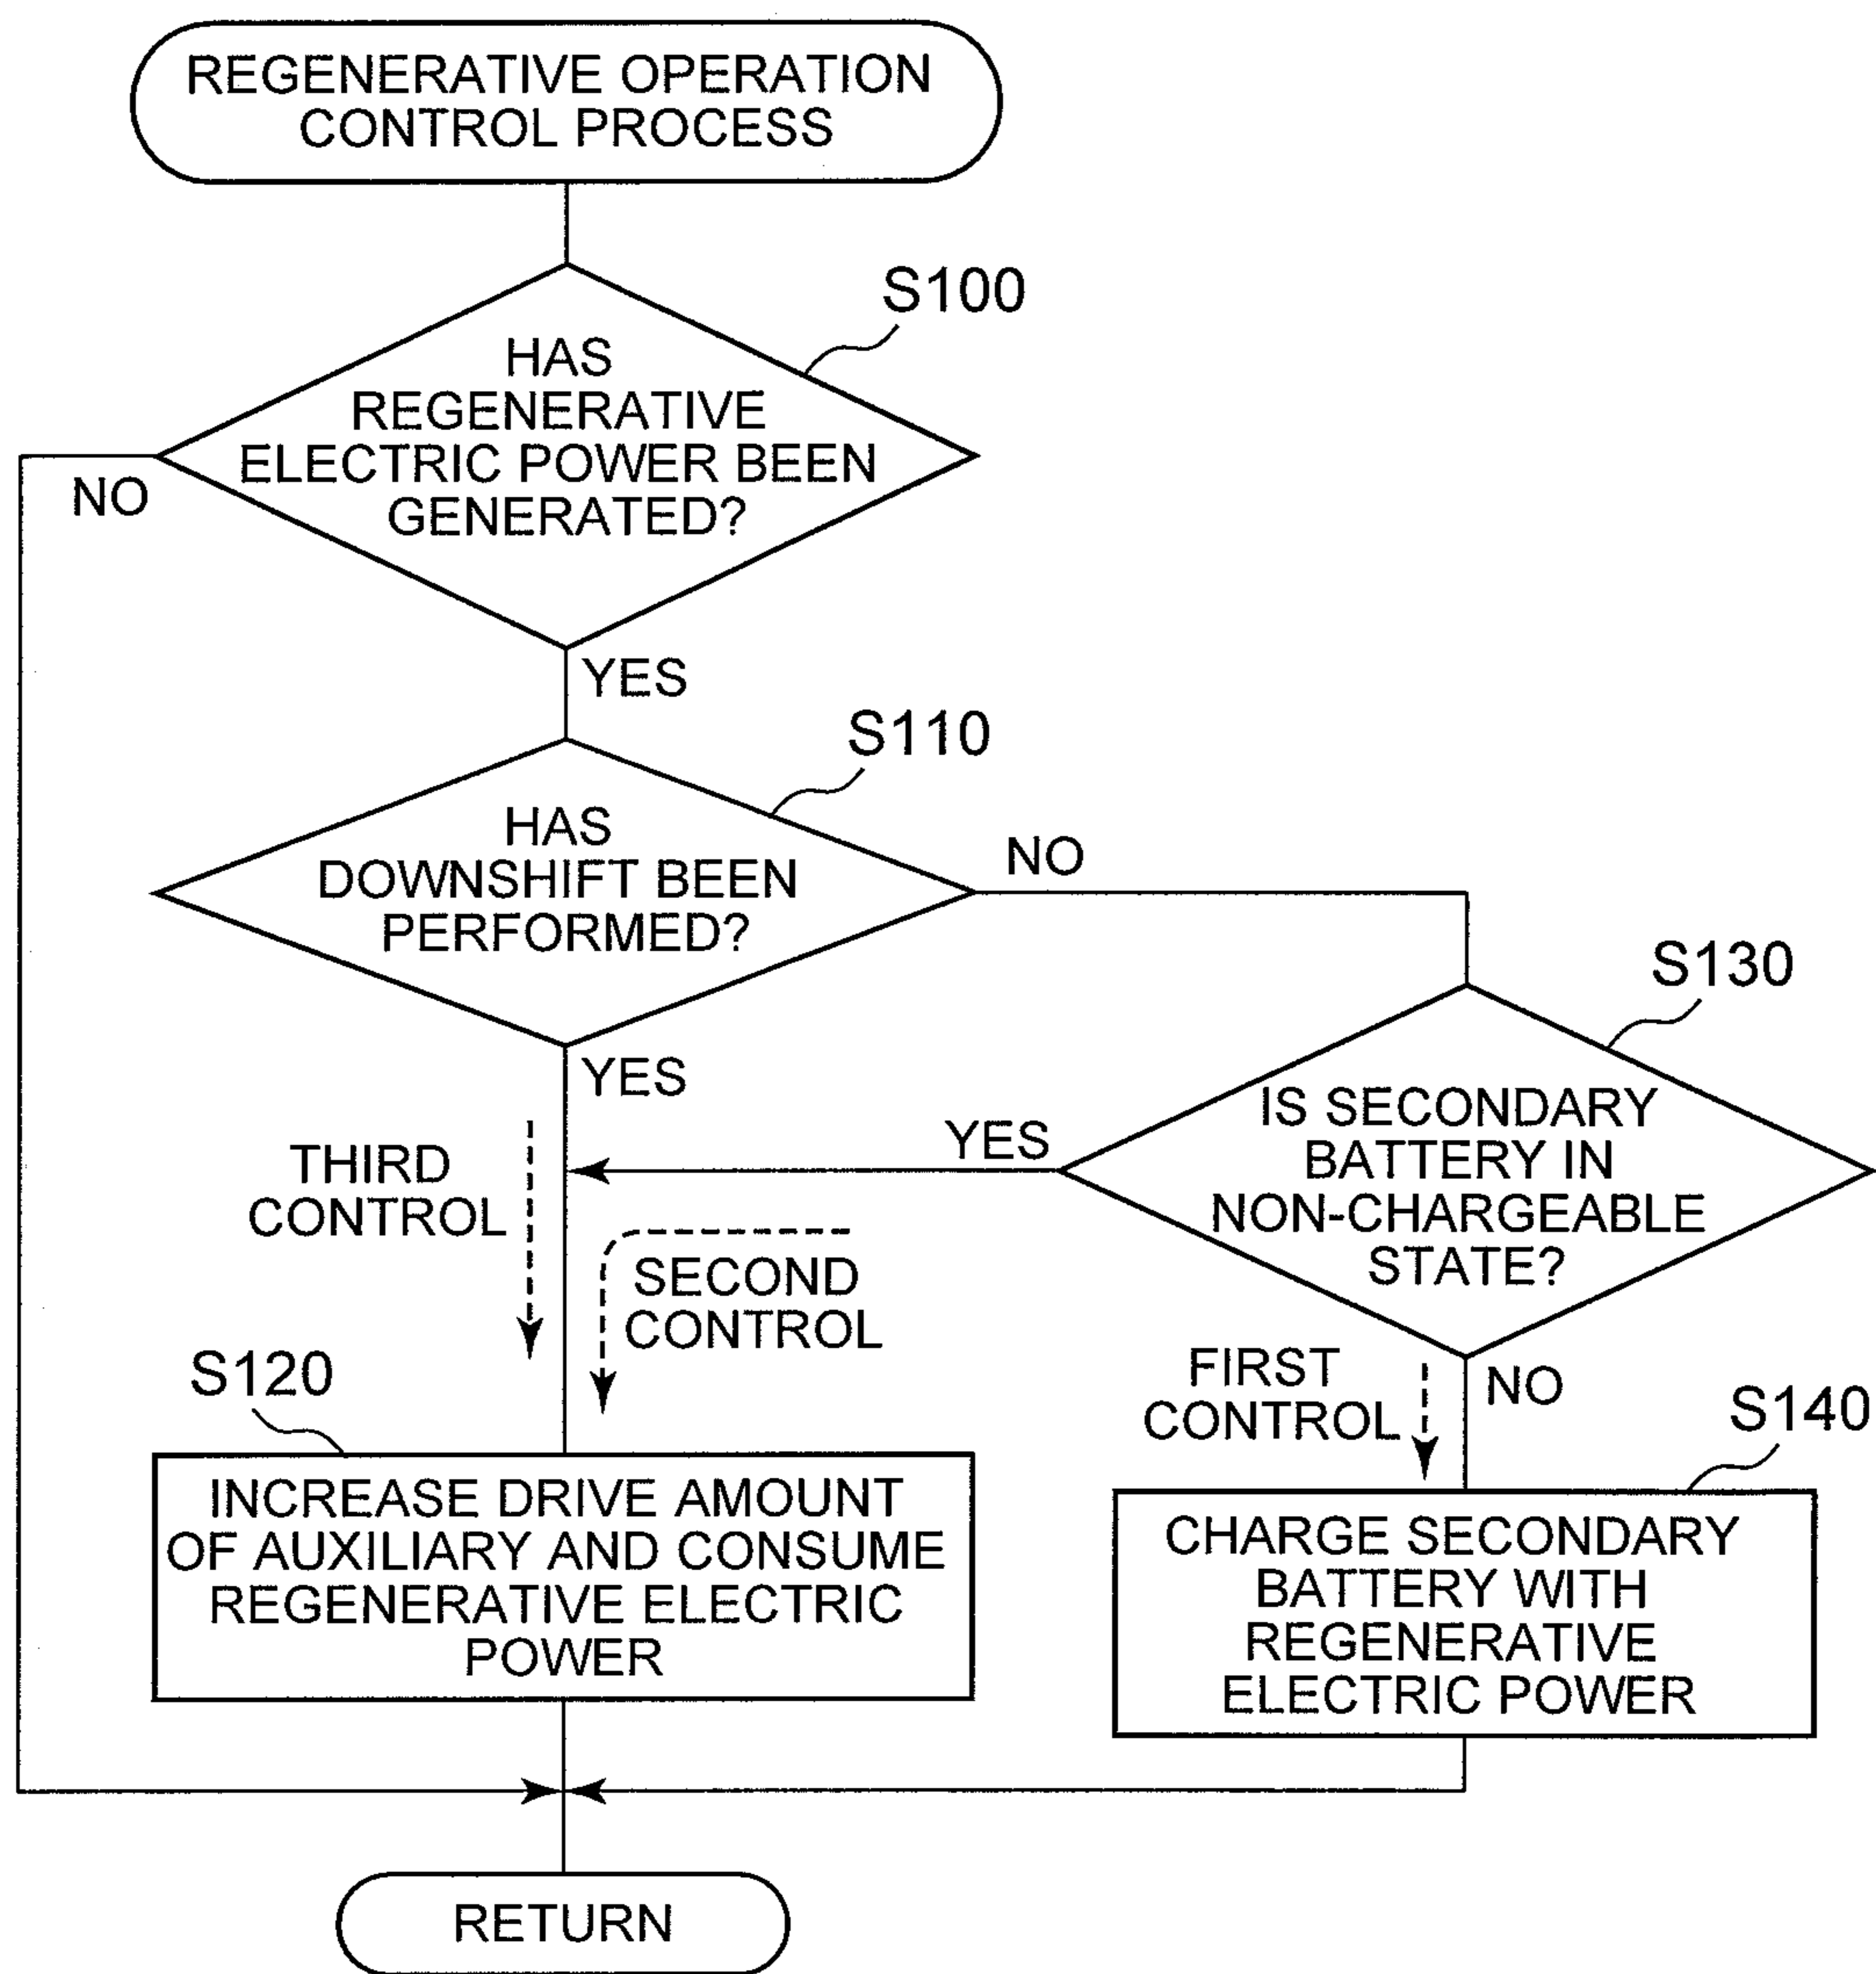 REGENERATIVE OPERATION
CONTROL PROCESS
S100
HAS
REGENERATIVE
ELECTRIC POWER BEEN
GENERATED?
NO
YES
S110
HAS
DOWNSHIFT BEEN
PERFORMED?
NO
YES
S130
IS SECONDARY
BATTERY IN
NON-CHARGEABLE
STATE?
YES
THIRD
CONTROL
SECOND
CONTROL
FIRST
CONTROL
NO
S120
INCREASE DRIVE AMOUNT
OF AUXILIARY AND CONSUME
REGENERATIVE ELECTRIC
POWER
S140
CHARGE SECONDARY
BATTERY WITH
REGENERATIVE
ELECTRIC POWER
RETURN